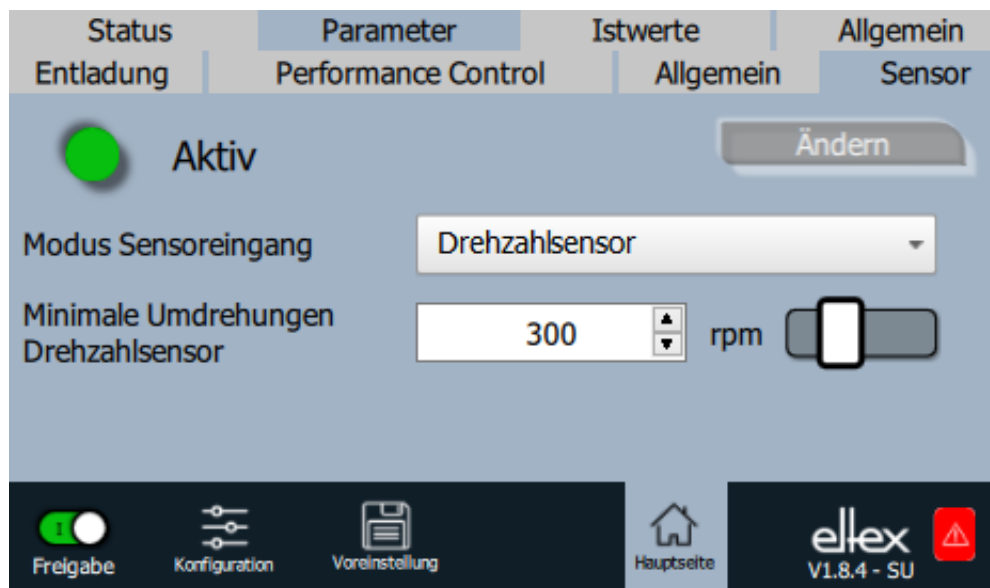 Status Parameter Istwerte Allgemein
Entladung Performance Control Allgemein Sensor
Aktiv Ändern
Modus Sensoreingang Drehzahlsensor
Minimale Umdrehungen
Drehzahlsensor 300 rpm
Freigabe Konfiguration Voreinstellung Hauptseite eltex
V1.8.4 - SU